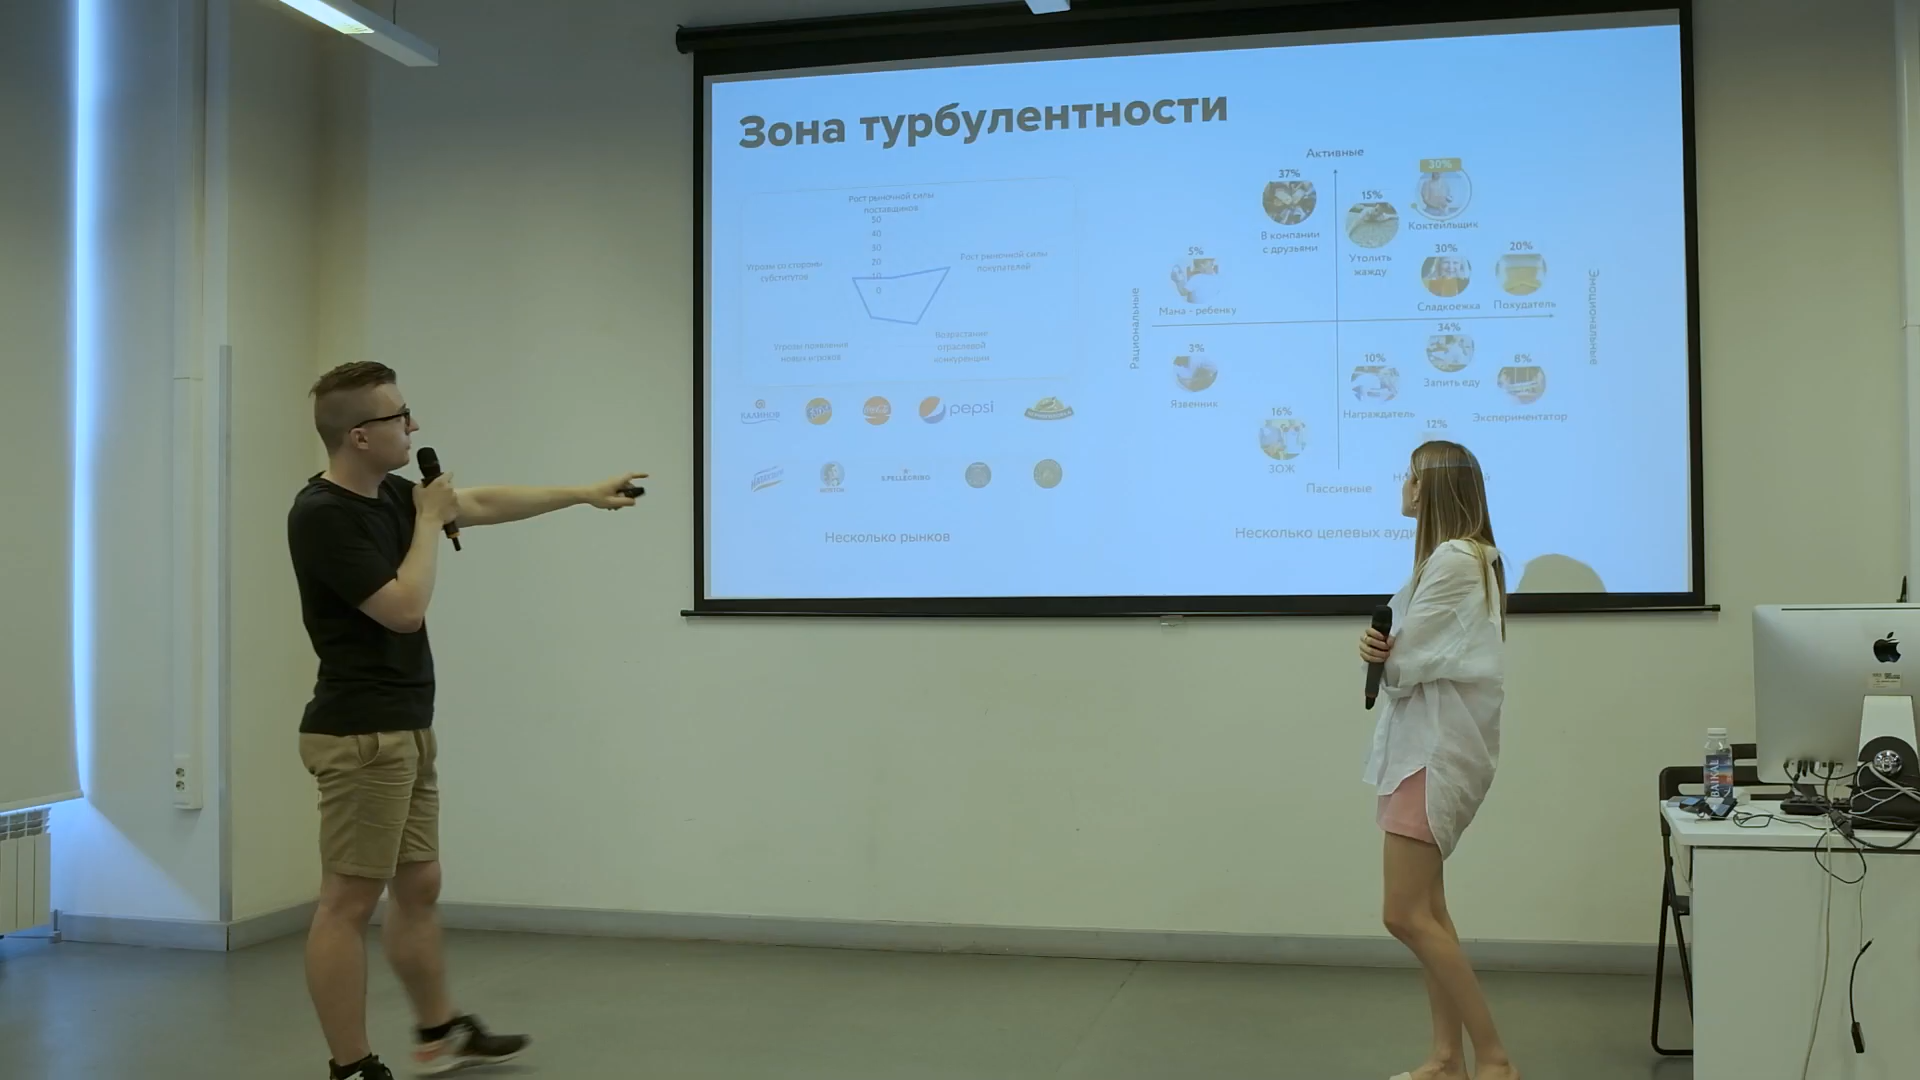 Зона турбулентности
Рост рыночной силы
поставщиков
50
40
30
20
10
0
Угрозы со стороны
субститутов
Рост рыночной силы
покупателей
Угрозы появления
новых игроков
Возрастание
отраслевой
конкуренции
КАЛИНОВ
pepsi
S.PELLEGRINO
Несколько рынков
Активные
37%
В компании
с друзьями
15%
Утолить
жажду
30%
Коктейльщик
5%
Мама - ребенку
30%
Сладкоежка
20%
Похудатель
Рациональные
Эмоциональные
3%
Язвенник
34%
Запить еду
10%
Награждатель
8%
Экспериментатор
16%
ЗОЖ
12%
Пассивные
Несколько целевых
BAIKAL